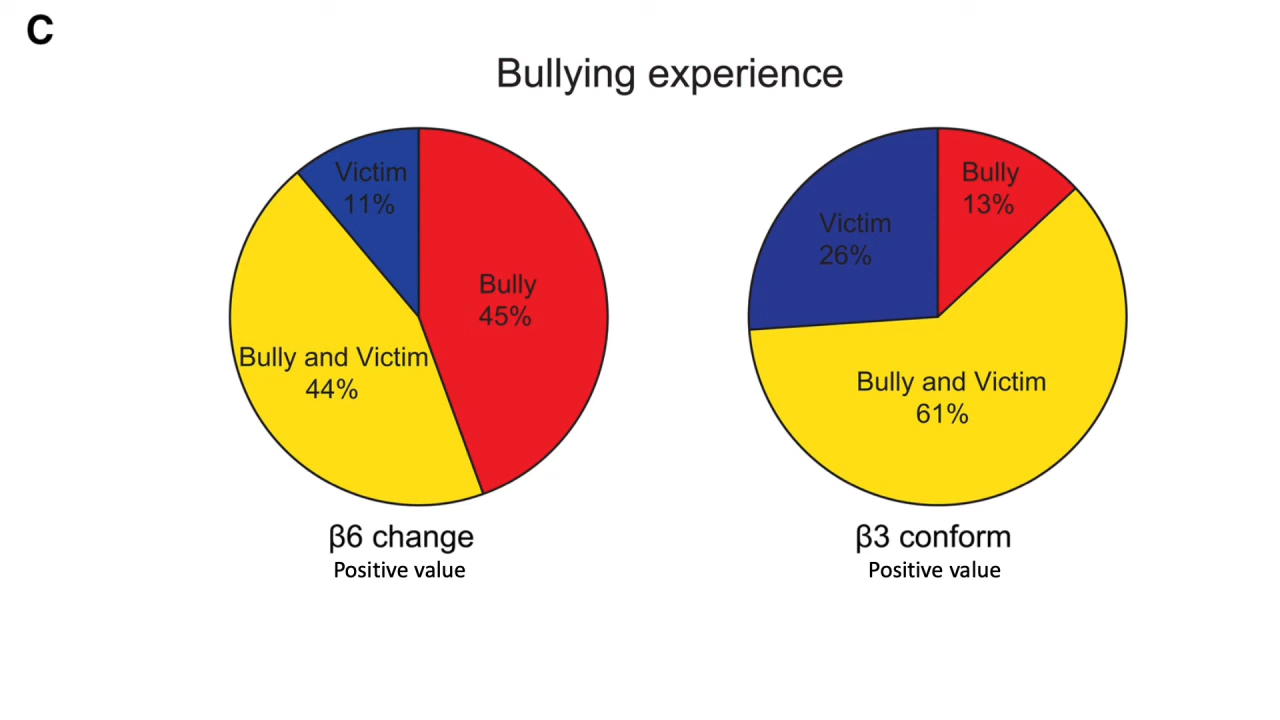 C
Bullying experience
Victim
11%
Bully
45%
Bully and Victim
44%
β6 change
Positive value
Bully
13%
Victim
26%
Bully and Victim
61%
β3 conform
Positive value